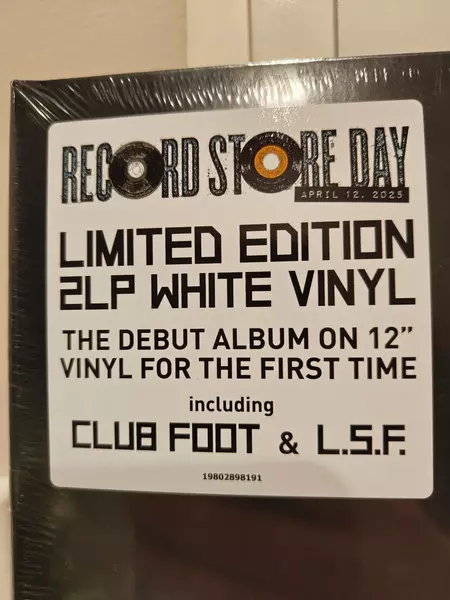 RECORD STORE DAY
APRIL 12, 2025
LIMITED EDITION
2LP WHITE VINYL
THE DEBUT ALBUM ON 12"
VINYL FOR THE FIRST TIME
including
CLUB FOOT & L.S.F.
19802898191